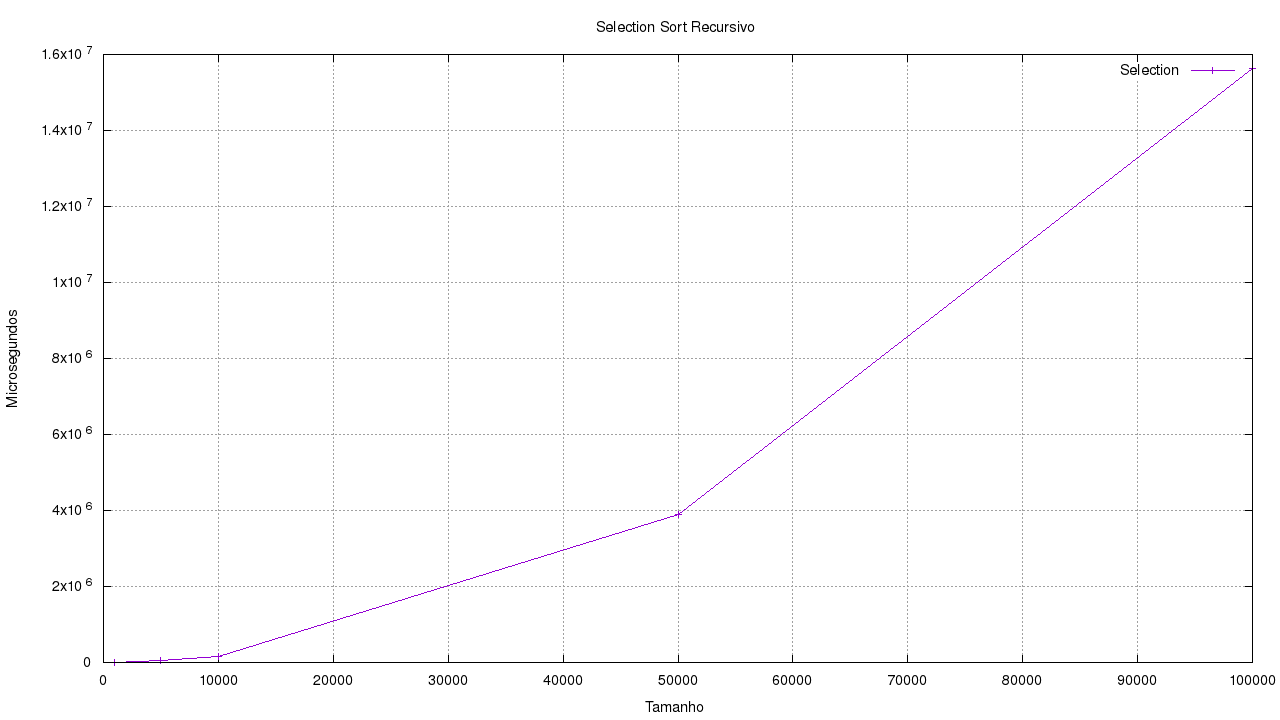 Selection Sort Recursivo
Selection
1.6x10 7
1.4x10 7
1.2x10 7
1x10 7
8x10 6
6x10 6
4x10 6
2x10 6
0
Microsegundos
0 10000 20000 30000 40000 50000 60000 70000 80000 90000 100000
Tamanho